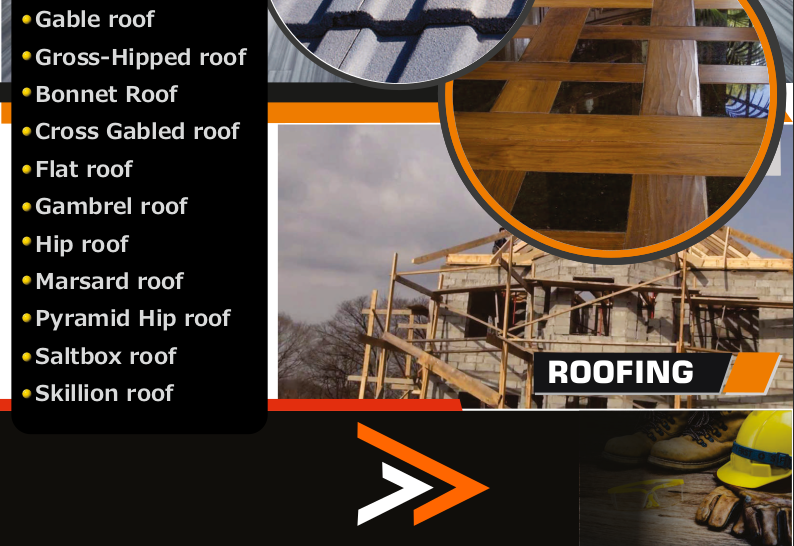 Gable roof
Gross-Hipped roof
Bonnet Roof
Cross Gabled roof
Flat roof
Gambrel roof
Hip roof
Marsard roof
Pyramid Hip roof
Saltbox roof
Skillion roof
ROOFING